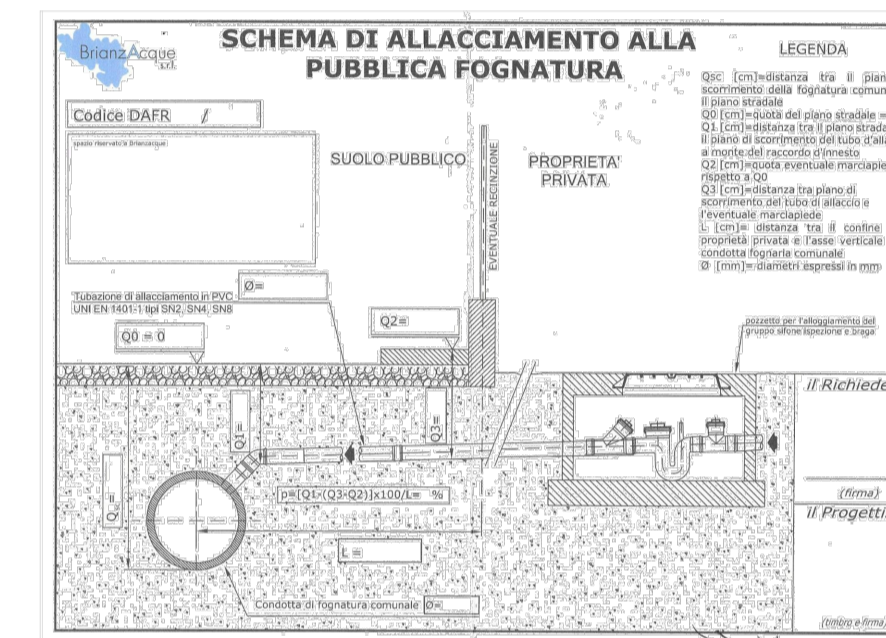 BrianzAcque
s.r.l.
SCHEMA DI ALLACCIAMENTO ALLA
PUBBLICA FOGNATURA
LEGENDA
Codice DAFR /
spazio riservato a Brianzacque
SUOLO PUBBLICO
PROPRIETA'
PRIVATA
EVENTUALE RECINZIONE
Qsc [cm]=distanza tra il pian
scorrimento della fognatura comun
il piano stradale
Q0 [cm]=quota del piano stradale =
Q1 [cm]=distanza tra il piano strada
il piano di scorrimento del tubo d'alla
a monte del raccordo d'innesto
Q2 [cm]=quota eventuale marciapie
rispetto a Q0
Q3 [cm]=distanza tra piano di
scorrimento del tubo di allaccio e
l'eventuale marciapiede
L [cm]= distanza tra il confine
proprietà privata e l'asse verticale
condotta fognaria comunale
Ø [mm]= diametri espressi in mm
Tubazione di allacciamento in PVC
UNI EN 1401-1 tipi SN2, SN4, SN8
Ø=
Q0 = 0
Q2=
pozzetto per l'alloggiamento del
gruppo sifone ispezione e braga
Q1=
Q3=
p=[Q1-(Q3-Q2)]x100/L= %
L =
Condotta di fognatura comunale
Ø=
il Richiede
(firma)
il Progetti
(timbro e firma